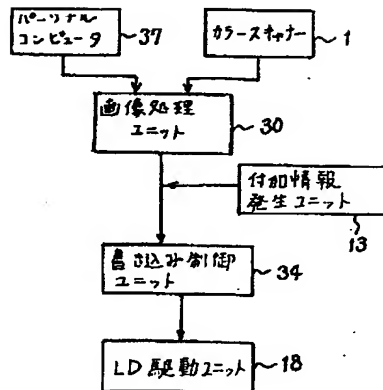 パーソナル
コンピュータ
37
カラースキャナー
1
画像処理
ユニット
30
付加情報
発生ユニット
13
書き込み制御
ユニット
34
LD駆動ユニット
18